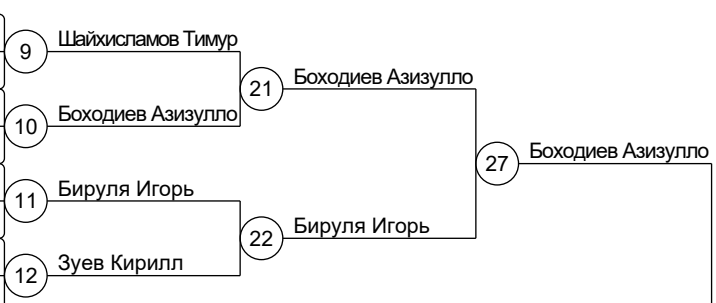 9 Шайхисламов Тимур
21 Боходиев Азизулло
10 Боходиев Азизулло
27 Боходиев Азизулло
11 Бируля Игорь
22 Бируля Игорь
12 Зуев Кирилл